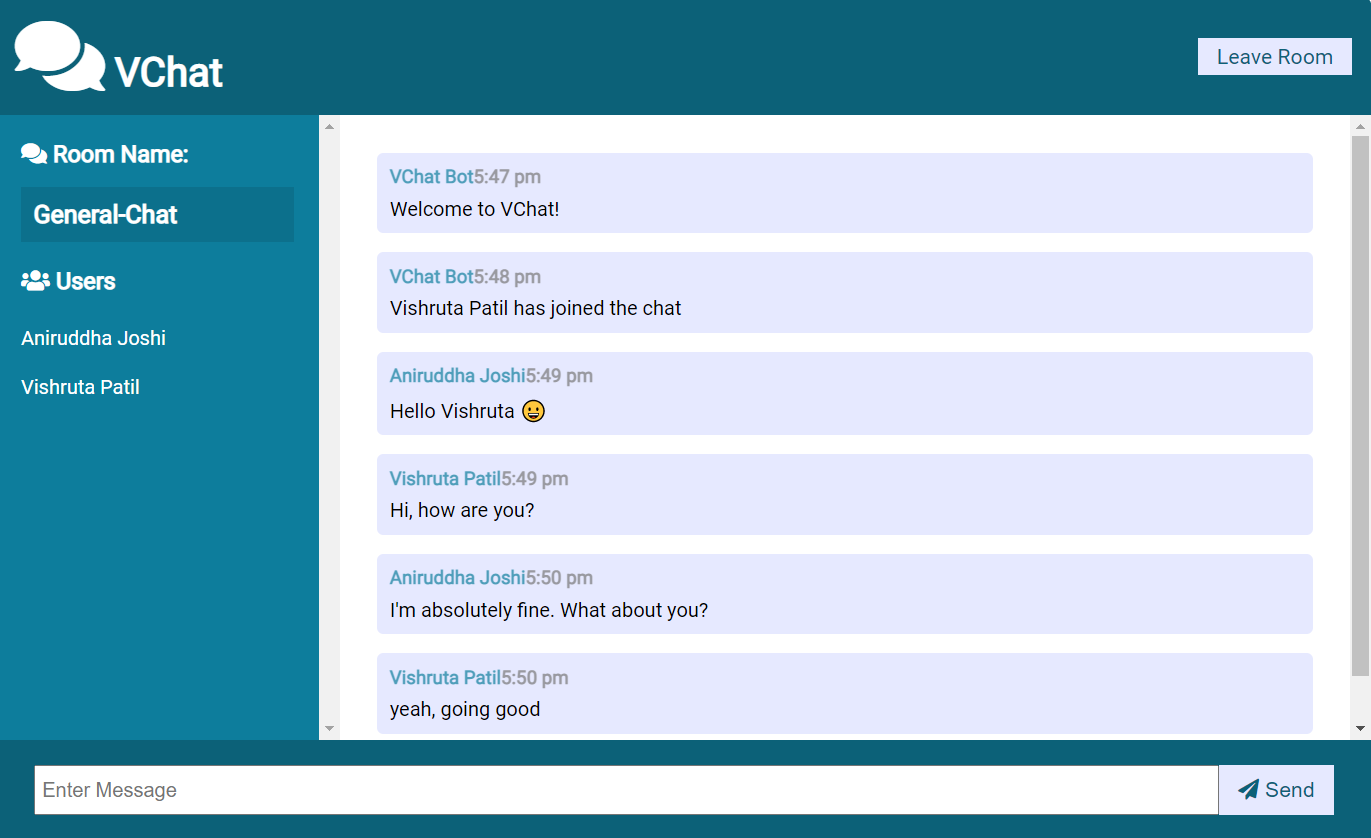 VChat
Leave Room
Room Name:
General-Chat
Users
Aniruddha Joshi
Vishruta Patil
VChat Bot5:47 pm
Welcome to VChat!
VChat Bot5:48 pm
Vishruta Patil has joined the chat
Aniruddha Joshi5:49 pm
Hello Vishruta 😀
Vishruta Patil5:49 pm
Hi, how are you?
Aniruddha Joshi5:50 pm
I'm absolutely fine. What about you?
Vishruta Patil5:50 pm
yeah, going good
Enter Message
Send